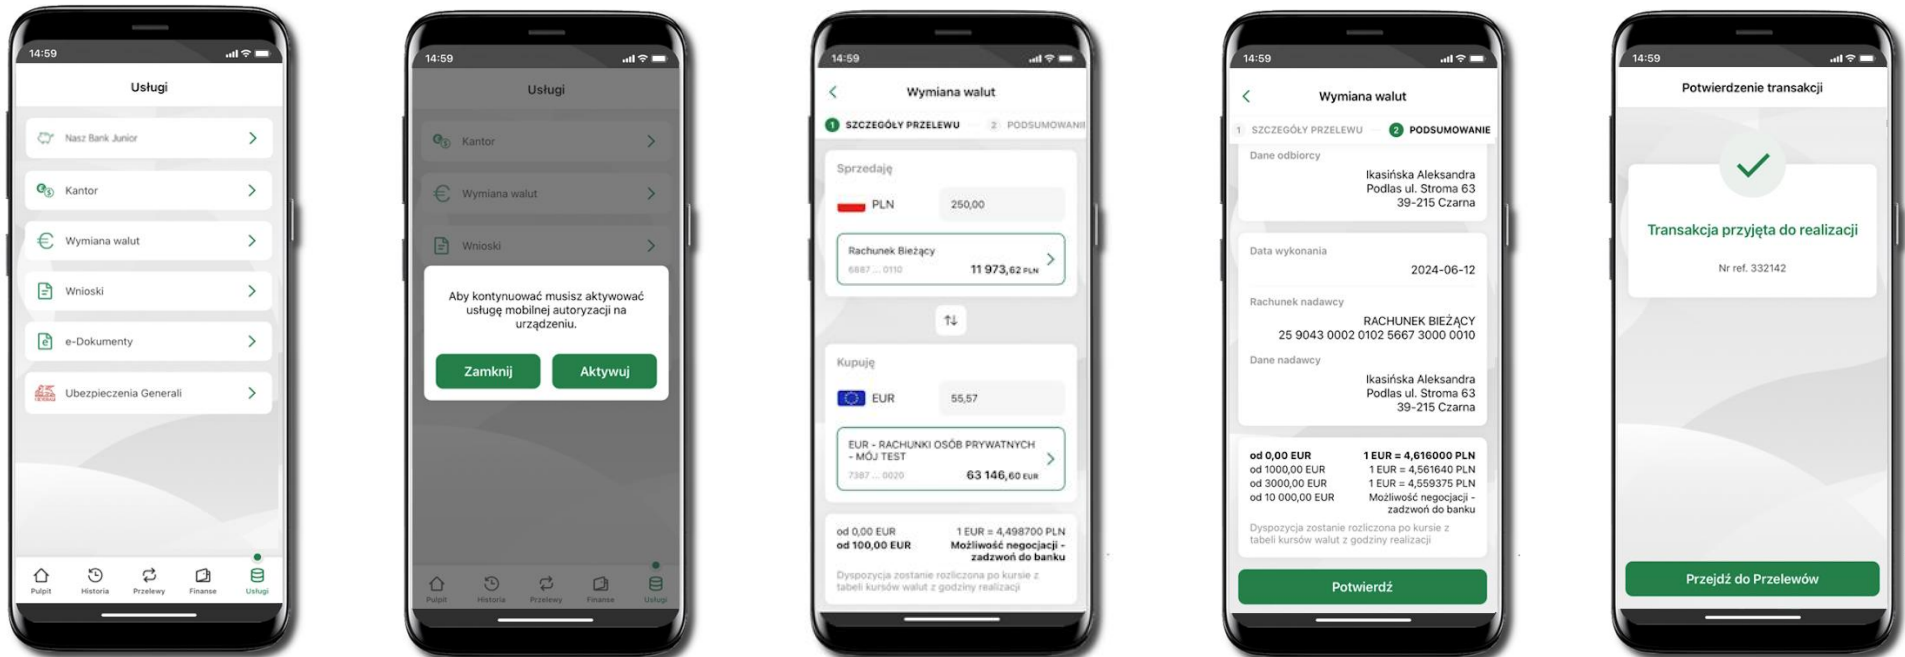 14:59
Usługi
Nasz Bank Junior
Kantor
Wymiana walut
Wnioski
e-Dokumenty
Ubezpieczenia Generali
Pulpit
Historia
Przelewy
Finanse
Usługi
14:59
Usługi
Kantor
Wymiana walut
Wnioski
Aby kontynuować musisz aktywować
usługę mobilnej autoryzacji na
urządzeniu.
Zamknij
Aktywuj
Pulpit
Historia
Przelewy
Finanse
Usługi
14:59
Wymiana walut
1 SZCZEGÓŁY PRZELEWU 2 PODSUMOWANIE
Sprzedaję
PLN 250,00
Rachunek Bieżący
6887 ... 0110 11 973,62 PLN
Kupuję
EUR 55,57
EUR - RACHUNKI OSÓB PRYWATNYCH
- MÓJ TEST
7387 ... 0020 63 146,60 EUR
od 0,00 EUR 1 EUR = 4,498700 PLN
od 100,00 EUR Możliwość negocjacji -
zadzwoń do banku
Dyspozycja zostanie rozliczona po kursie z
tabeli kursów walut z godziny realizacji
14:59
Wymiana walut
1 SZCZEGÓŁY PRZELEWU 2 PODSUMOWANIE
Dane odbiorcy
Ikasińska Aleksandra
Podlas ul. Stroma 63
39-215 Czarna
Data wykonania
2024-06-12
Rachunek nadawcy
RACHUNEK BIEŻĄCY
25 9043 0002 0102 5667 3000 0010
Dane nadawcy
Ikasińska Aleksandra
Podlas ul. Stroma 63
39-215 Czarna
od 0,00 EUR 1 EUR = 4,616000 PLN
od 1000,00 EUR 1 EUR = 4,561640 PLN
od 3000,00 EUR 1 EUR = 4,559375 PLN
od 10 000,00 EUR Możliwość negocjacji -
zadzwoń do banku
Dyspozycja zostanie rozliczona po kursie z
tabeli kursów walut z godziny realizacji
Potwierdź
14:59
Potwierdzenie transakcji
Transakcja przyjęta do realizacji
Nr ref. 332142
Przejdź do Przelewów